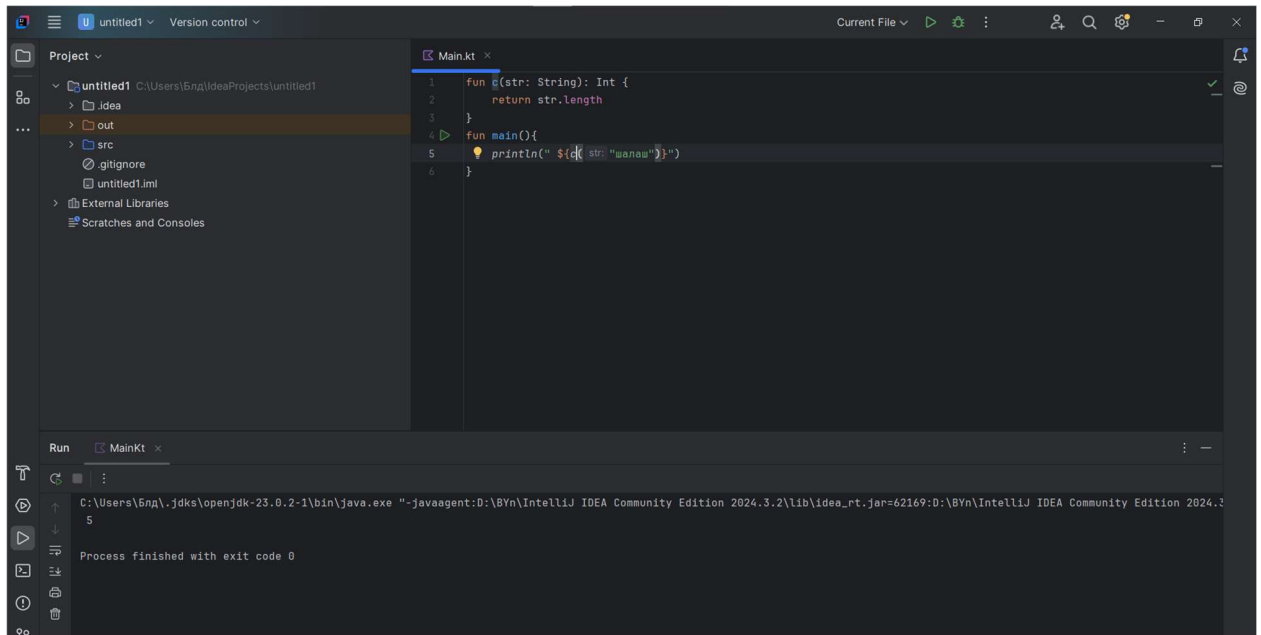 U untitled1 Version control Current File
Project
untitled1 C:\Users\Блд\IdeaProjects\untitled1
.idea
out
src
.gitignore
untitled1.iml
External Libraries
Scratches and Consoles
Main.kt
1 fun c(str: String): Int {
2 return str.length
3 }
4 fun main(){
5 println(" ${c( str: "шалаш")}")
6 }
Run MainKt
C:\Users\Блд\.jdks\openjdk-23.0.2-1\bin\java.exe "-javaagent:D:\BYn\IntelliJ IDEA Community Edition 2024.3.2\lib\idea_rt.jar=62169:D:\BYn\IntelliJ IDEA Community Edition 2024.3
5
Process finished with exit code 0